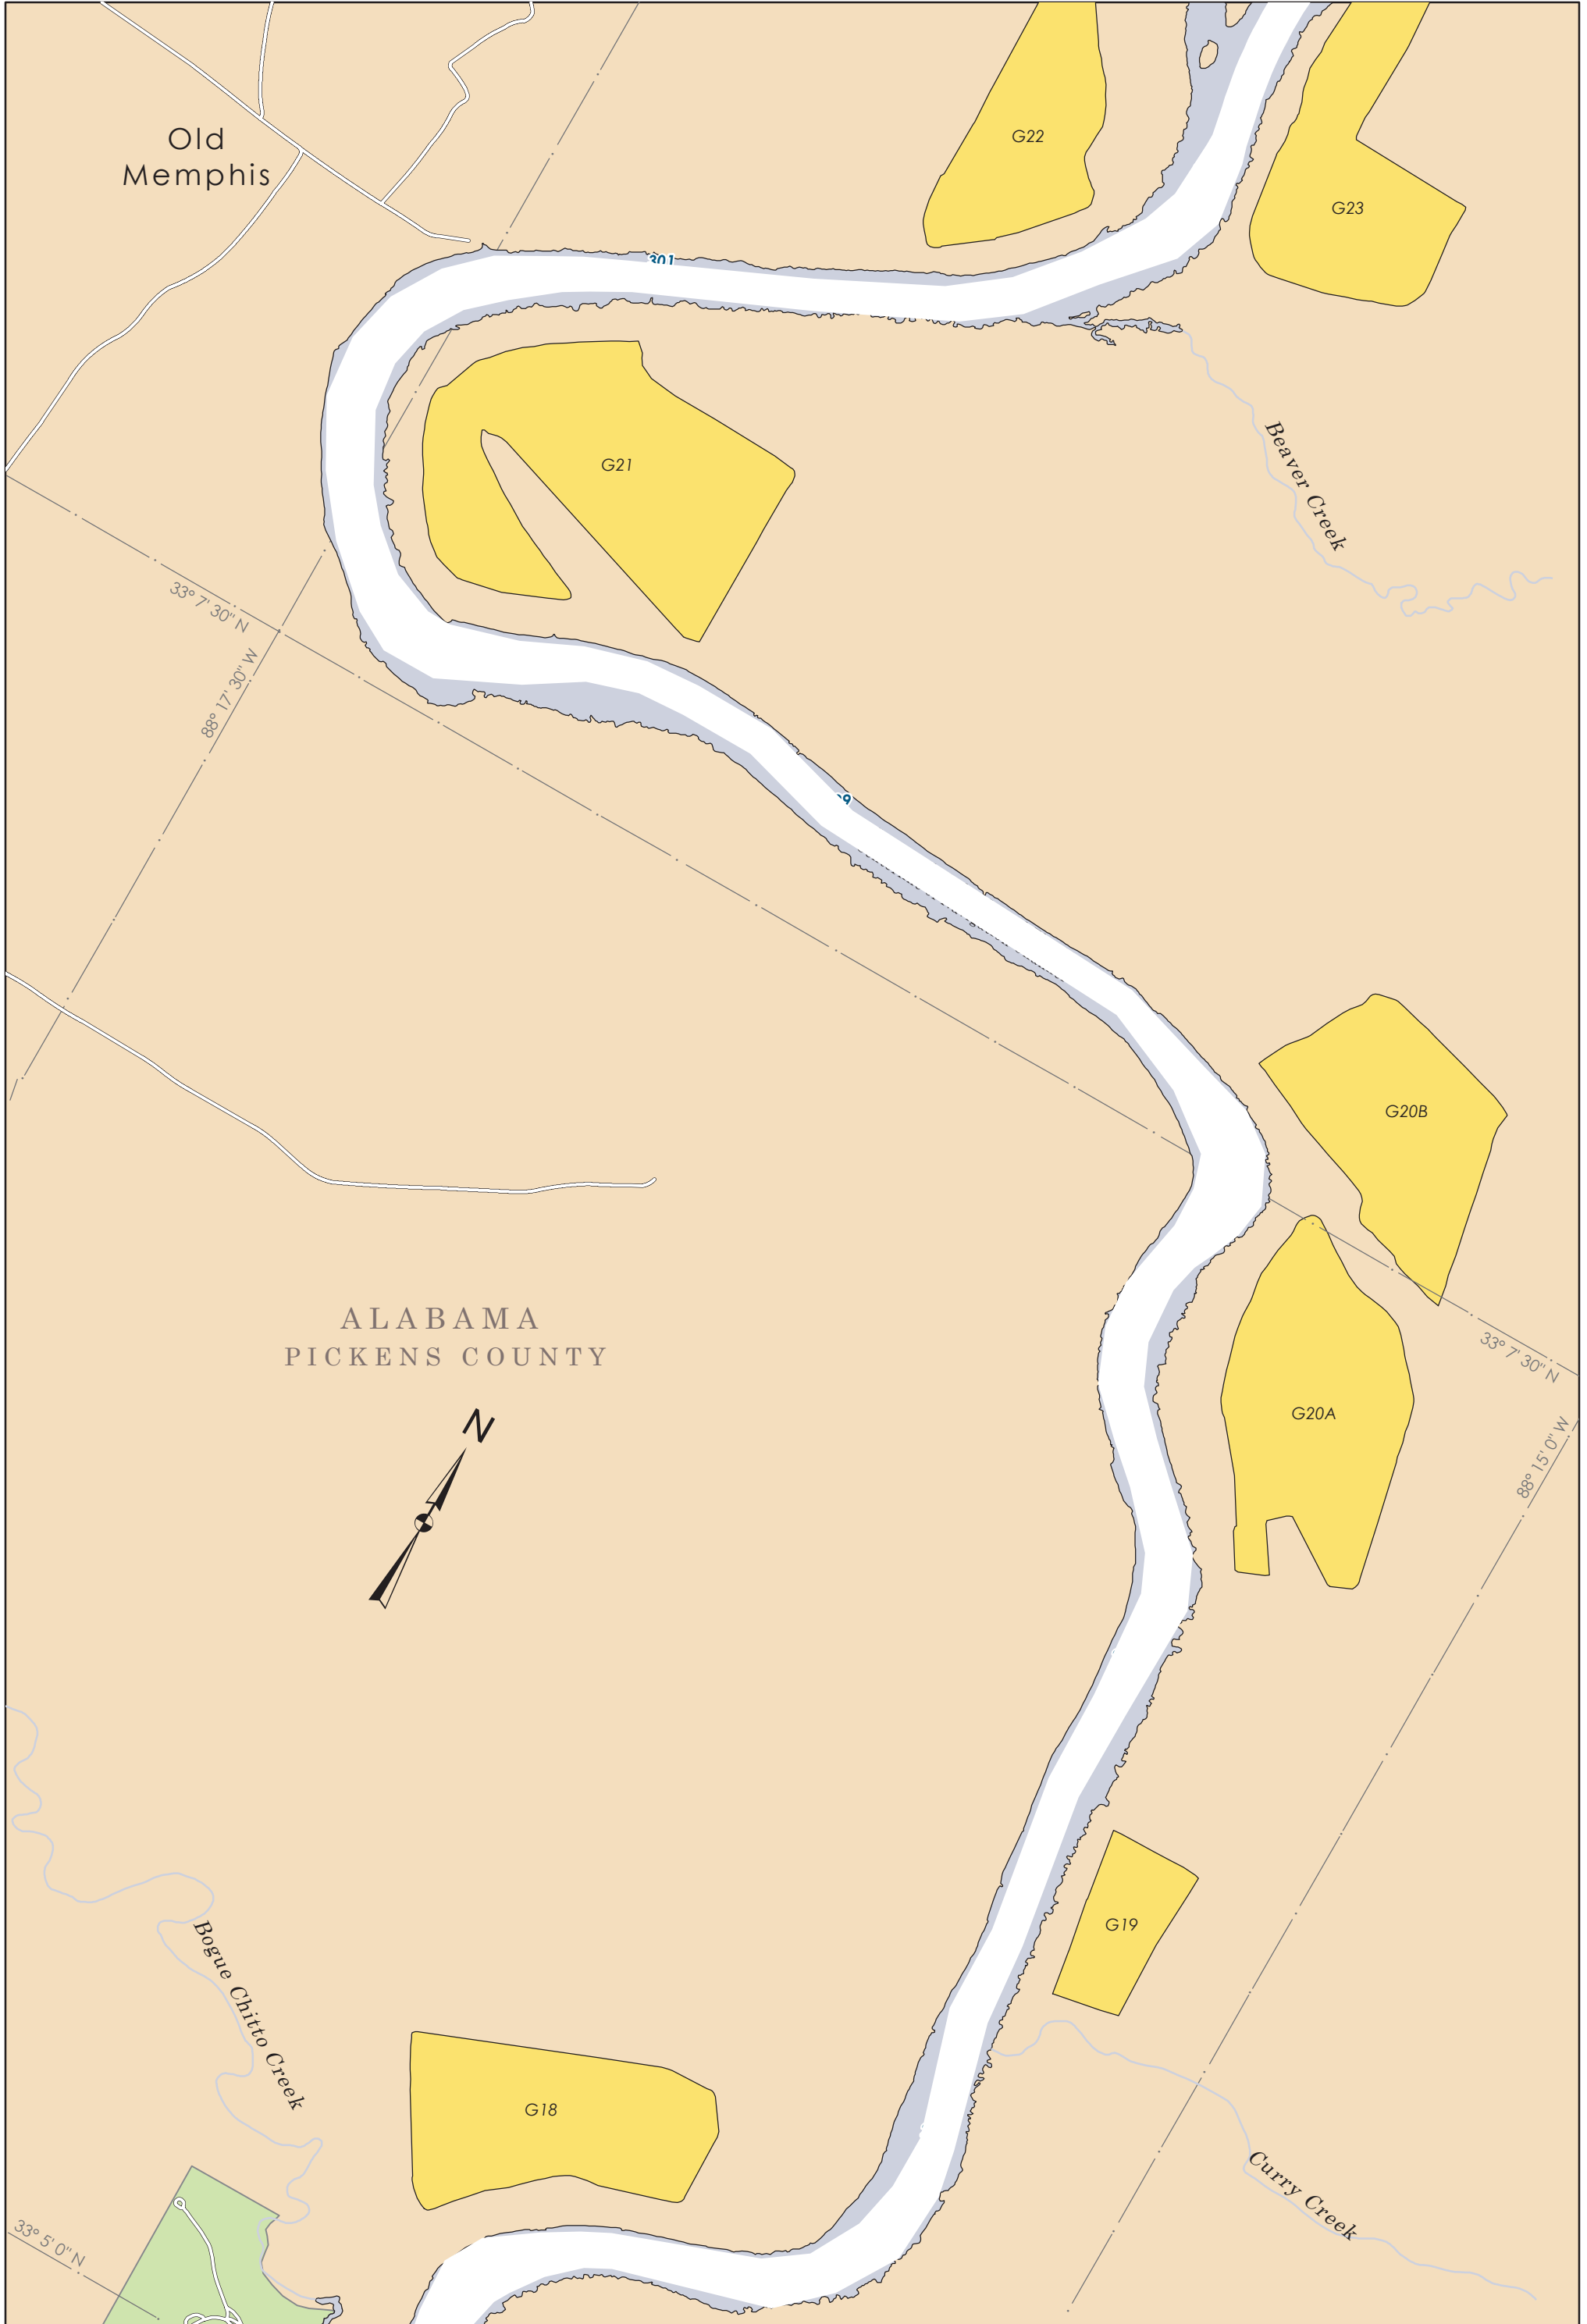 Old
Memphis
G22
G23
301
G21
Beaver Creek
33° 7' 30" N
88° 17' 30" W
G20B
ALABAMA
PICKENS COUNTY
33° 7' 30" N
N
G20A
88° 15' 0" W
G19
Bogue Chitto Creek
G18
Curry Creek
33° 5' 0" N